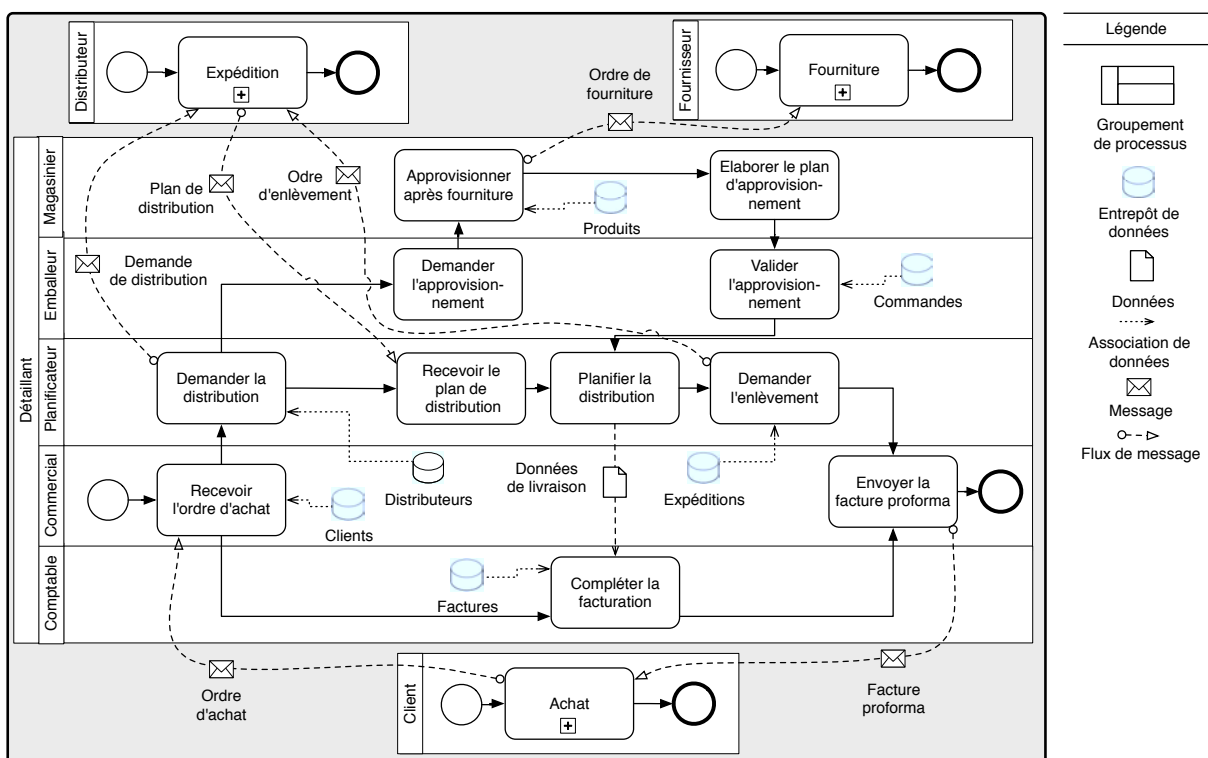 Distributeur
Expédition
Ordre de
fourniture
Fournisseur
Fourniture
Légende
Groupement
de processus
Entrepôt de
données
Données
Association de
données
Message
Flux de message
Détaillant
Magasinier
Plan de
distribution
Odre
d'enlèvement
Approvisionner
après fourniture
Produits
Elaborer le plan
d'approvision-
nement
Emballeur
Demande
de distribution
Demander
l'approvision-
nement
Valider
l'approvision-
nement
Commandes
Planificateur
Demander la
distribution
Recevoir le
plan de
distribution
Planifier la
distribution
Demander
l'enlèvement
Commercial
Recevoir
l'ordre d'achat
Clients
Distributeurs
Données
de livraison
Expéditions
Envoyer la
facture proforma
Comptable
Factures
Compléter la
facturation
Ordre
d'achat
Client
Achat
Facture
proforma